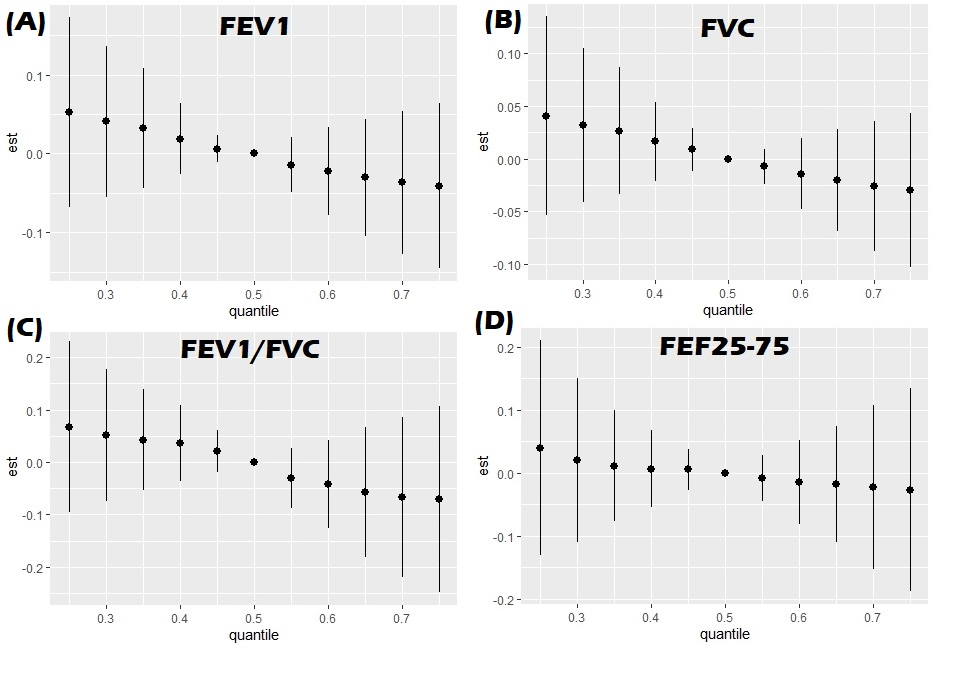 (A)
FEV1
0.1
0.0
-0.1
est
0.3 0.4 0.5 0.6 0.7
quantile
(B)
FVC
0.10
0.05
0.00
-0.05
-0.10
est
0.3 0.4 0.5 0.6 0.7
quantile
(C)
FEV1/FVC
0.2
0.1
0.0
-0.1
-0.2
est
0.3 0.4 0.5 0.6 0.7
quantile
(D)
FEF25-75
0.2
0.1
0.0
-0.1
-0.2
est
0.3 0.4 0.5 0.6 0.7
quantile